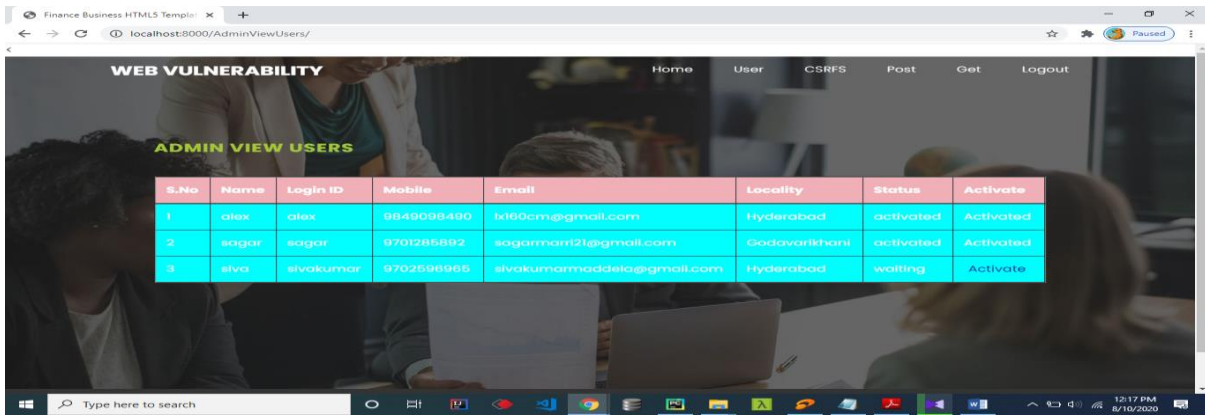 Finance Business HTML5 Templat
localhost:8000/AdminViewUsers/
Paused
WEB VULNERABILITY
Home User CSRFS Post Get Logout
ADMIN VIEW USERS
S.No Name Login ID Mobile Email Locality Status Activate
1 alex alex 9849098490 lx160cm@gmail.com Hyderabad activated Activated
2 sagar sagar 9701285892 sagarmarri21@gmail.com Godavarikhani activated Activated
3 siva sivakumar 9702596965 sivakumarmaddela@gmail.com Hyderabad waiting Activate
Type here to search
12:17 PM
8/10/2020